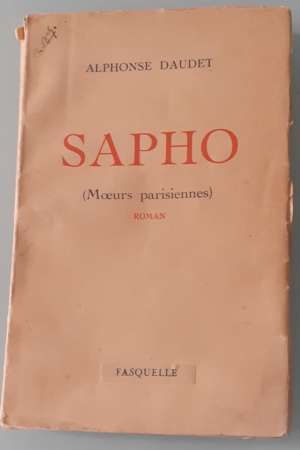 ALPHONSE DAUDET
SAPHO
(Mœurs parisiennes)
ROMAN
FASQUELLE